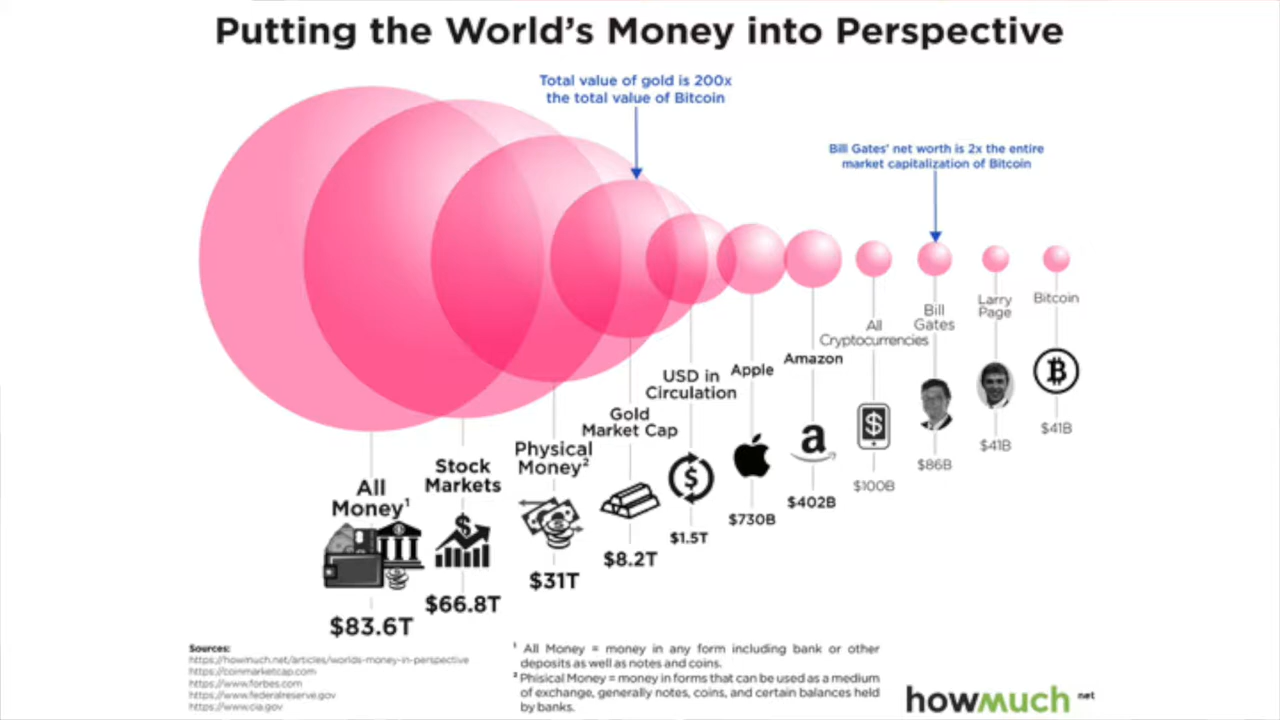 Putting the World's Money into Perspective
Total value of gold is 200x
the total value of Bitcoin
Bill Gates' net worth is 2x the entire
market capitalization of Bitcoin
All
Money¹
$83.6T
Stock
Markets
$66.8T
Physical
Money²
$31T
Gold
Market Cap
$8.2T
USD in
Circulation
$1.5T
Apple
$730B
Amazon
$402B
All
Cryptocurrencies
$100B
Bill
Gates
$86B
Larry
Page
$41B
Bitcoin
$41B
Sources:
https://howmuch.net/articles/worlds-money-in-perspective
https://coinmarketcap.com
https://www.forbes.com
https://www.federalreserve.gov
https://www.cia.gov
¹ All Money = money in any form including bank or other
deposits as well as notes and coins.
² Phisical Money = money in forms that can be used as a medium
of exchange, generally notes, coins, and certain balances held
by banks.
howmuch net